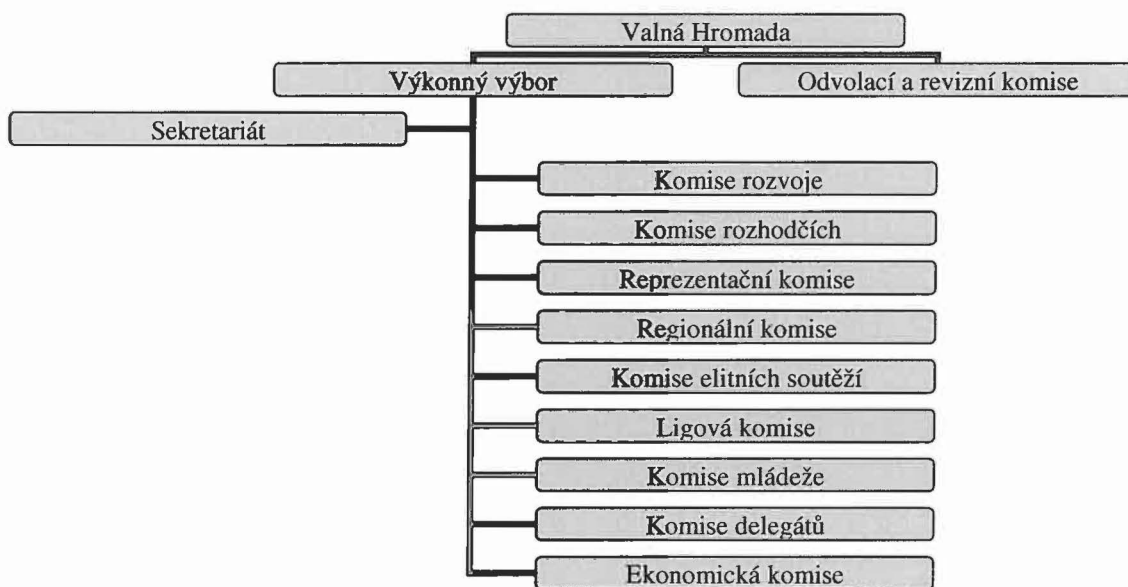 Valná Hromada
Výkonný výbor
Odvolací a revizní komise
Sekretariát
Komise rozvoje
Komise rozhodčích
Reprezentační komise
Regionální komise
Komise elitních soutěží
Ligová komise
Komise mládeže
Komise delegátů
Ekonomická komise